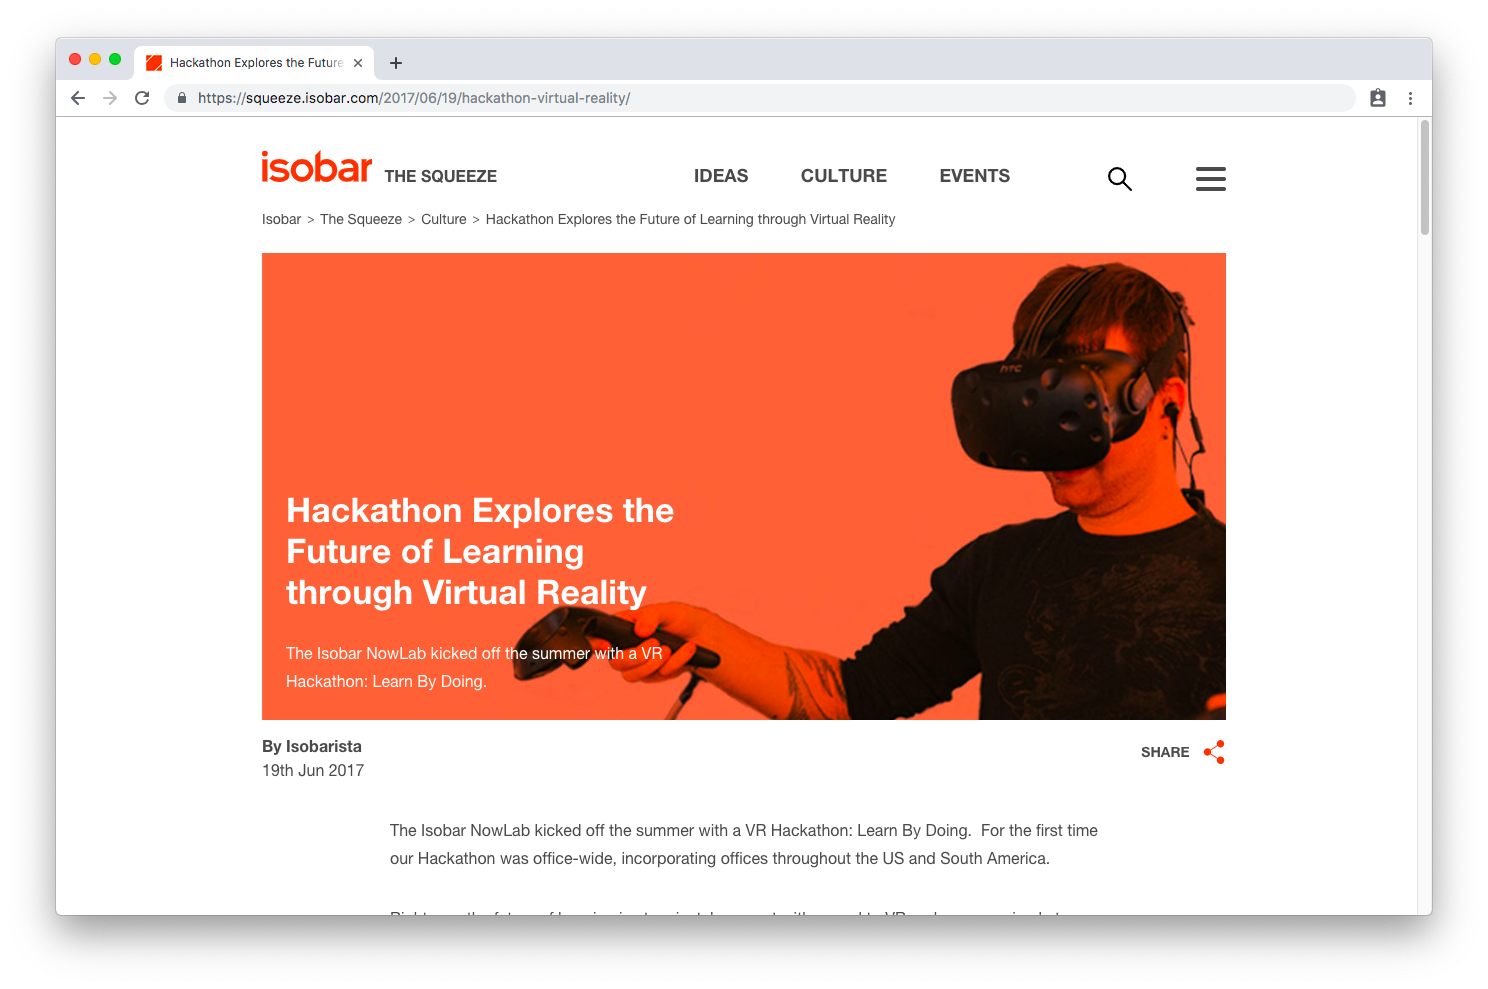 Hackathon Explores the Future
https://squeeze.isobar.com/2017/06/19/hackathon-virtual-reality/
isobar THE SQUEEZE IDEAS CULTURE EVENTS
Isobar > The Squeeze > Culture > Hackathon Explores the Future of Learning through Virtual Reality
hTC
Hackathon Explores the
Future of Learning
through Virtual Reality
The Isobar NowLab kicked off the summer with a VR
Hackathon: Learn By Doing.
By Isobarista
19th Jun 2017
SHARE
The Isobar NowLab kicked off the summer with a VR Hackathon: Learn By Doing.  For the first time
our Hackathon was office-wide, incorporating offices throughout the US and South America.